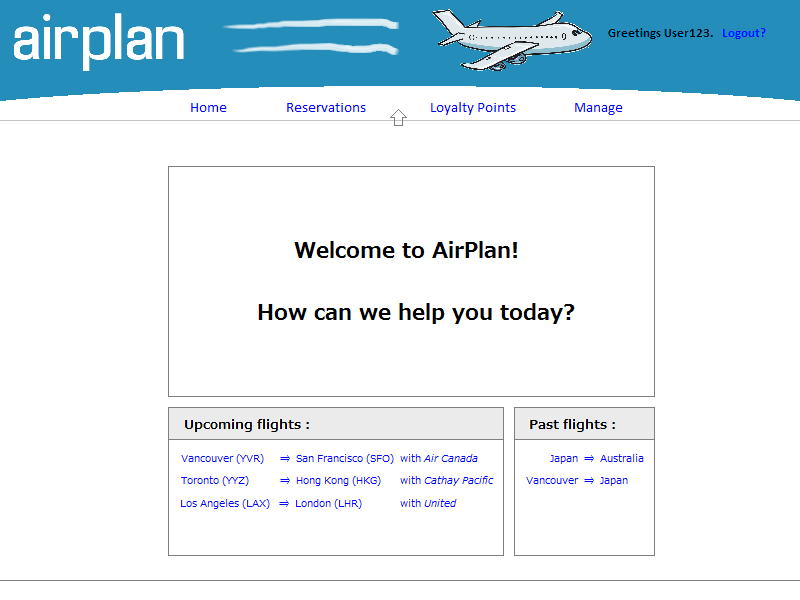 airplan
Greetings User123. Logout?
Home Reservations Loyalty Points Manage
Welcome to AirPlan!
How can we help you today?
Upcoming flights :
Vancouver (YVR) ⇒ San Francisco (SFO) with Air Canada
Toronto (YYZ) ⇒ Hong Kong (HKG) with Cathay Pacific
Los Angeles (LAX) ⇒ London (LHR) with United
Past flights :
Japan ⇒ Australia
Vancouver ⇒ Japan